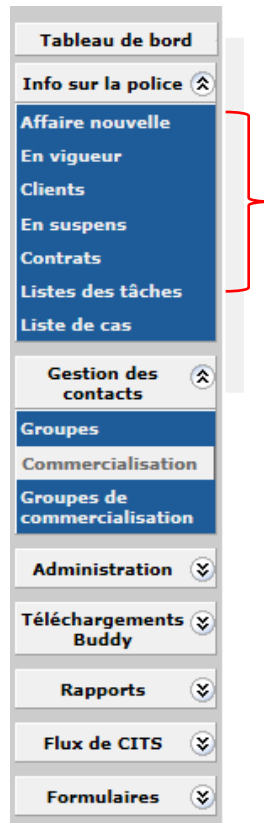 Tableau de bord
Info sur la police
Affaire nouvelle
En vigueur
Clients
En suspens
Contrats
Listes des tâches
Liste de cas
Gestion des
contacts
Groupes
Commercialisation
Groupes de
commercialisation
Administration
Téléchargements
Buddy
Rapports
Flux de CITS
Formulaires